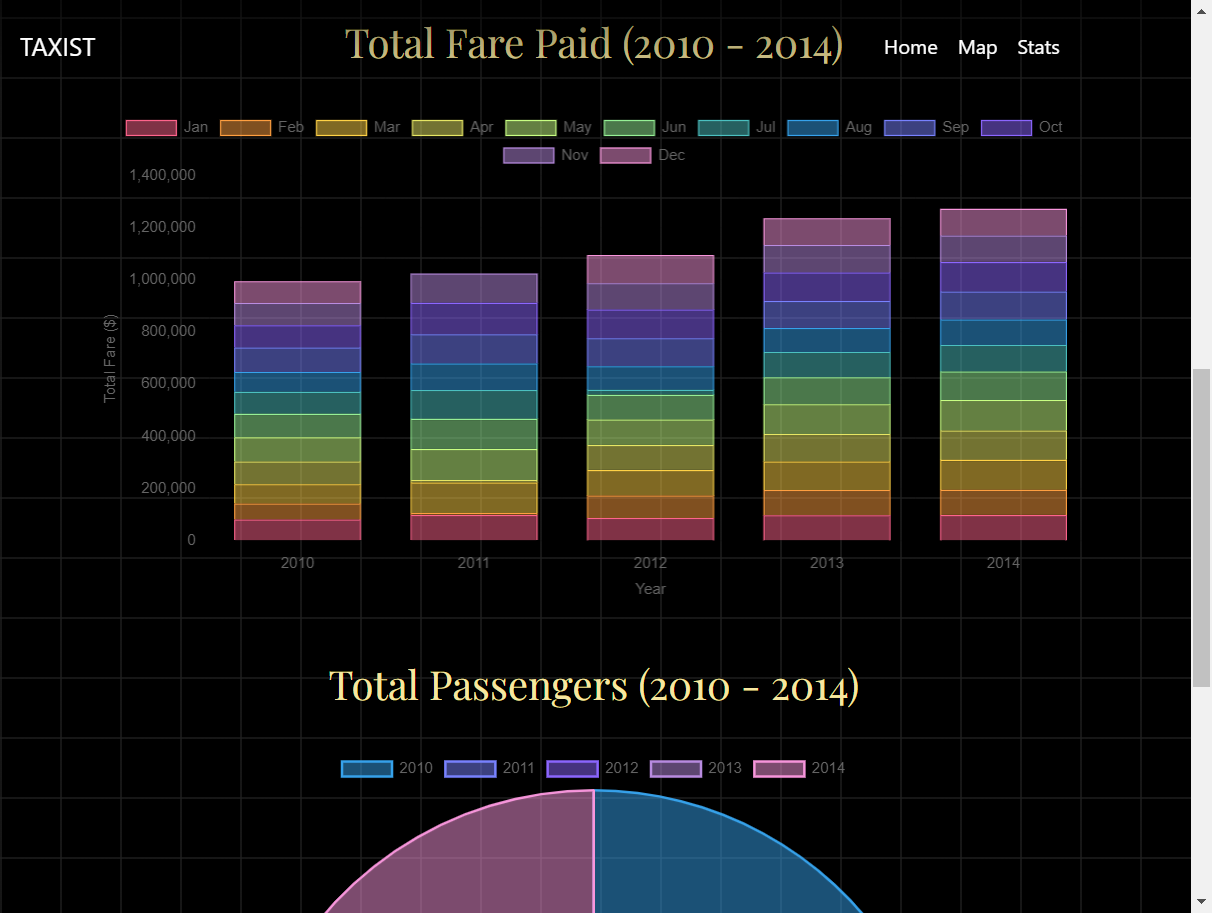 TAXIST
Total Fare Paid (2010 - 2014)
Home Map Stats
Jan Feb Mar Apr May Jun Jul Aug Sep Oct
Nov Dec
1,400,000
1,200,000
1,000,000
800,000
600,000
400,000
200,000
0
Total Fare ($)
2010 2011 2012 2013 2014
Year
Total Passengers (2010 - 2014)
2010 2011 2012 2013 2014